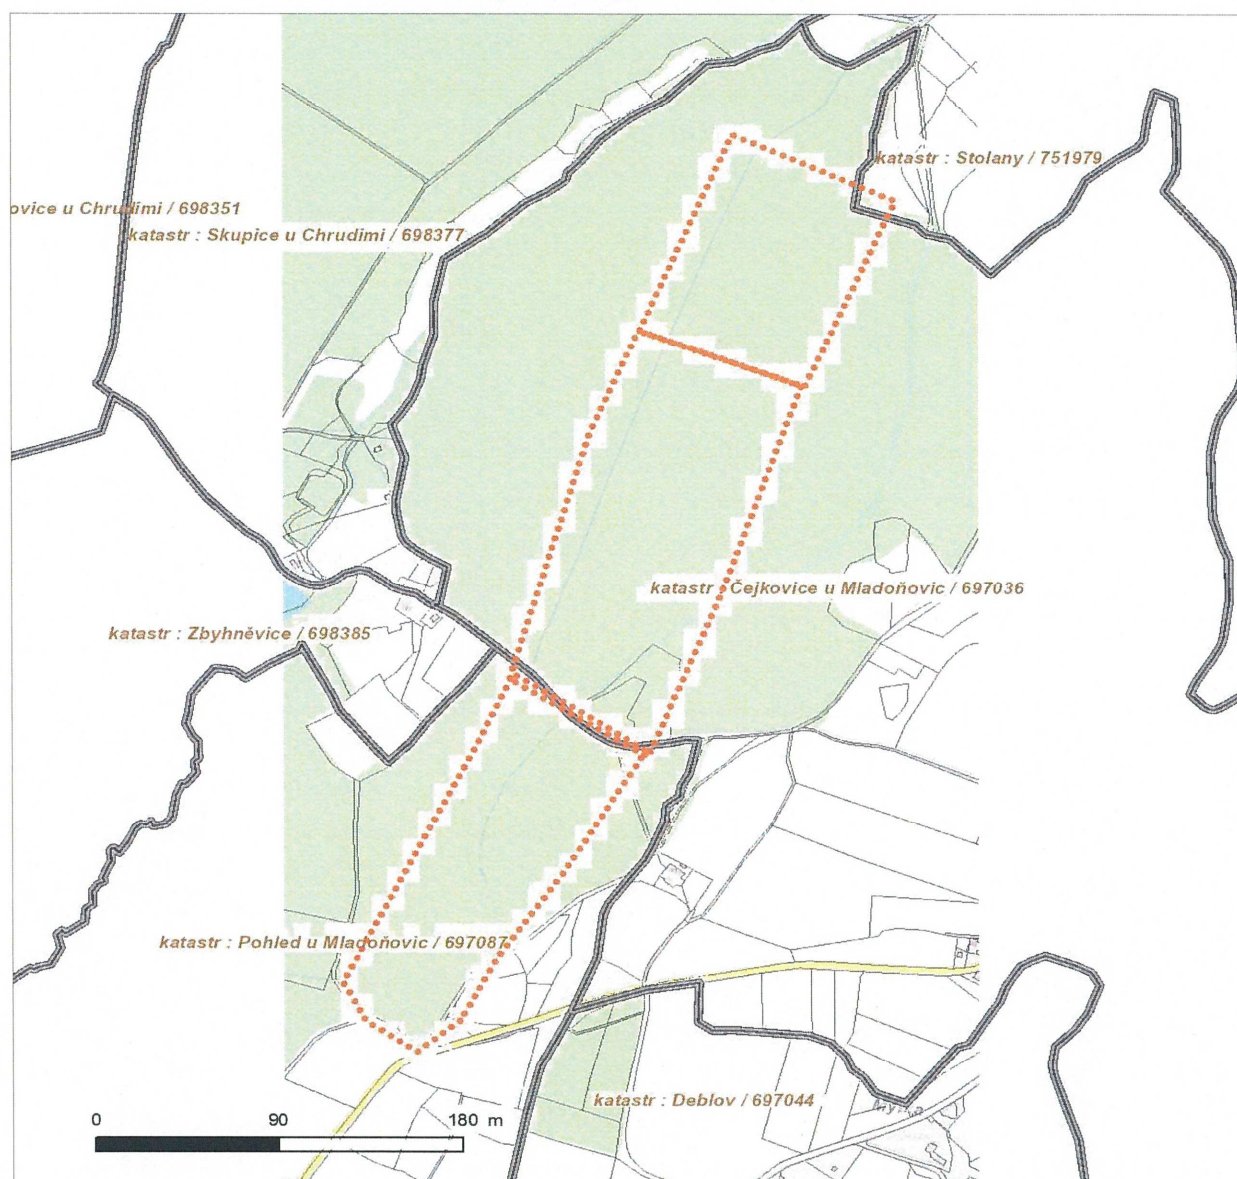 katastr : Stolany / 751979
ovice u Chrudimi / 698351
katastr : Skupice u Chrudimi / 698377
katastr : Čejkovice u Mladoňovic / 697036
katastr : Zbyhněvice / 698385
katastr : Pohled u Mladoňovic / 697087
katastr : Deblov / 697044
0 90 180 m